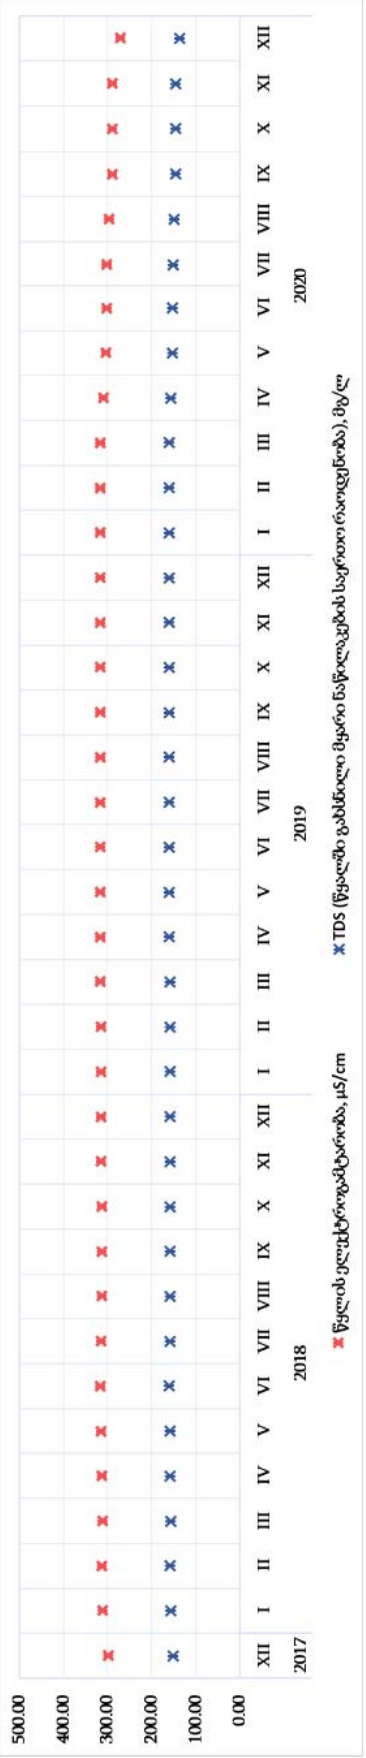 500.00
400.00
300.00
200.00
100.00
0.00
XII I II III IV V VI VII VIII IX X XI XII I II III IV V VI VII VIII IX X XI XII I II III IV V VI VII VIII IX X XI XII
2017 2018 2019 2020
წყლის ელექტროგამტარობა, µS/cm
TDS (წყალში გახსნილი მყარი ნაწილაკების საერთო რაოდენობა), მგ/ლ